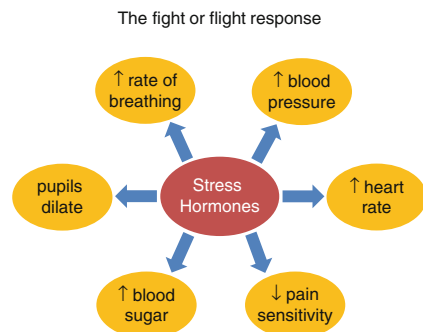 The fight or flight response
↑ rate of
breathing
↑ blood
pressure
pupils
dilate
Stress
Hormones
↑ heart
rate
↑ blood
sugar
↓ pain
sensitivity